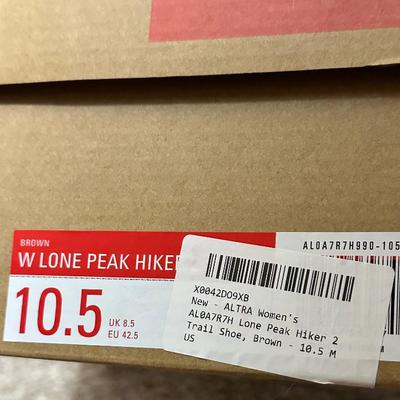 BROWN
W LONE PEAK HIKER
10.5
UK 8.5
EU 42.5
AL0A7R7H990-105
X0042DO9XB
New - ALTRA Women's
AL0A7R7H Lone Peak Hiker 2
Trail Shoe, Brown - 10.5 M
US